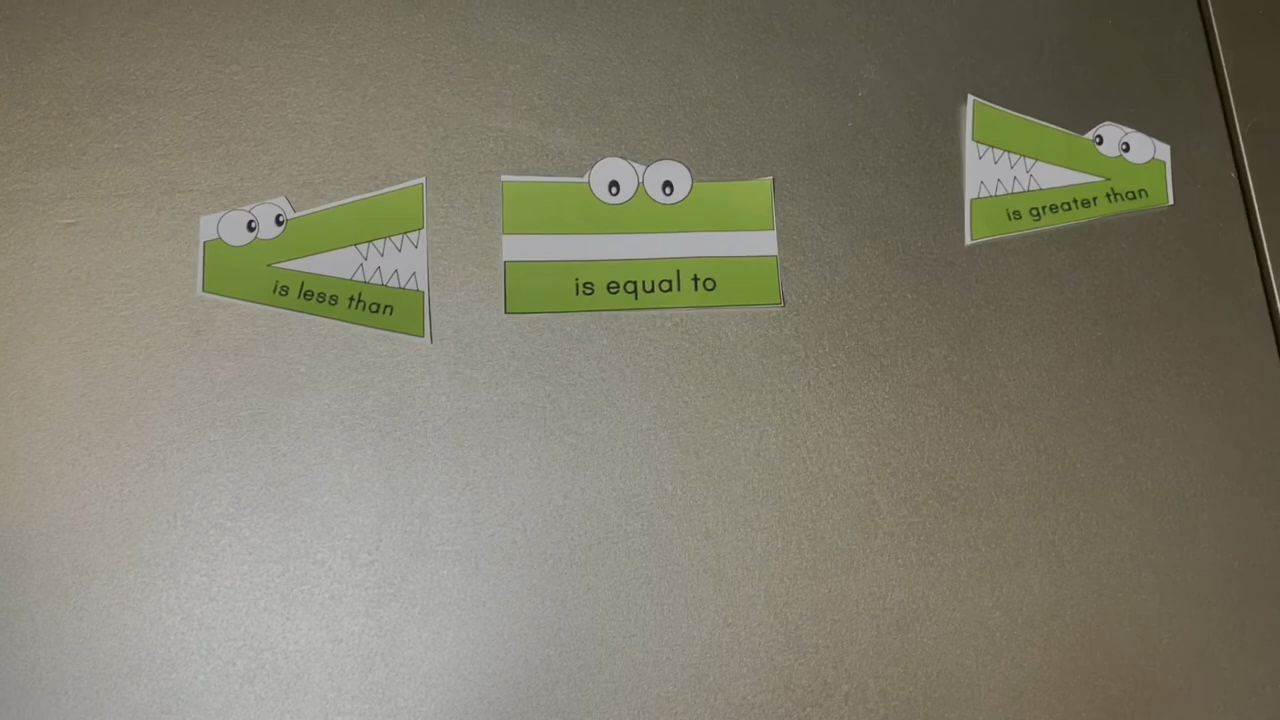 is less than
is equal to
is greater than